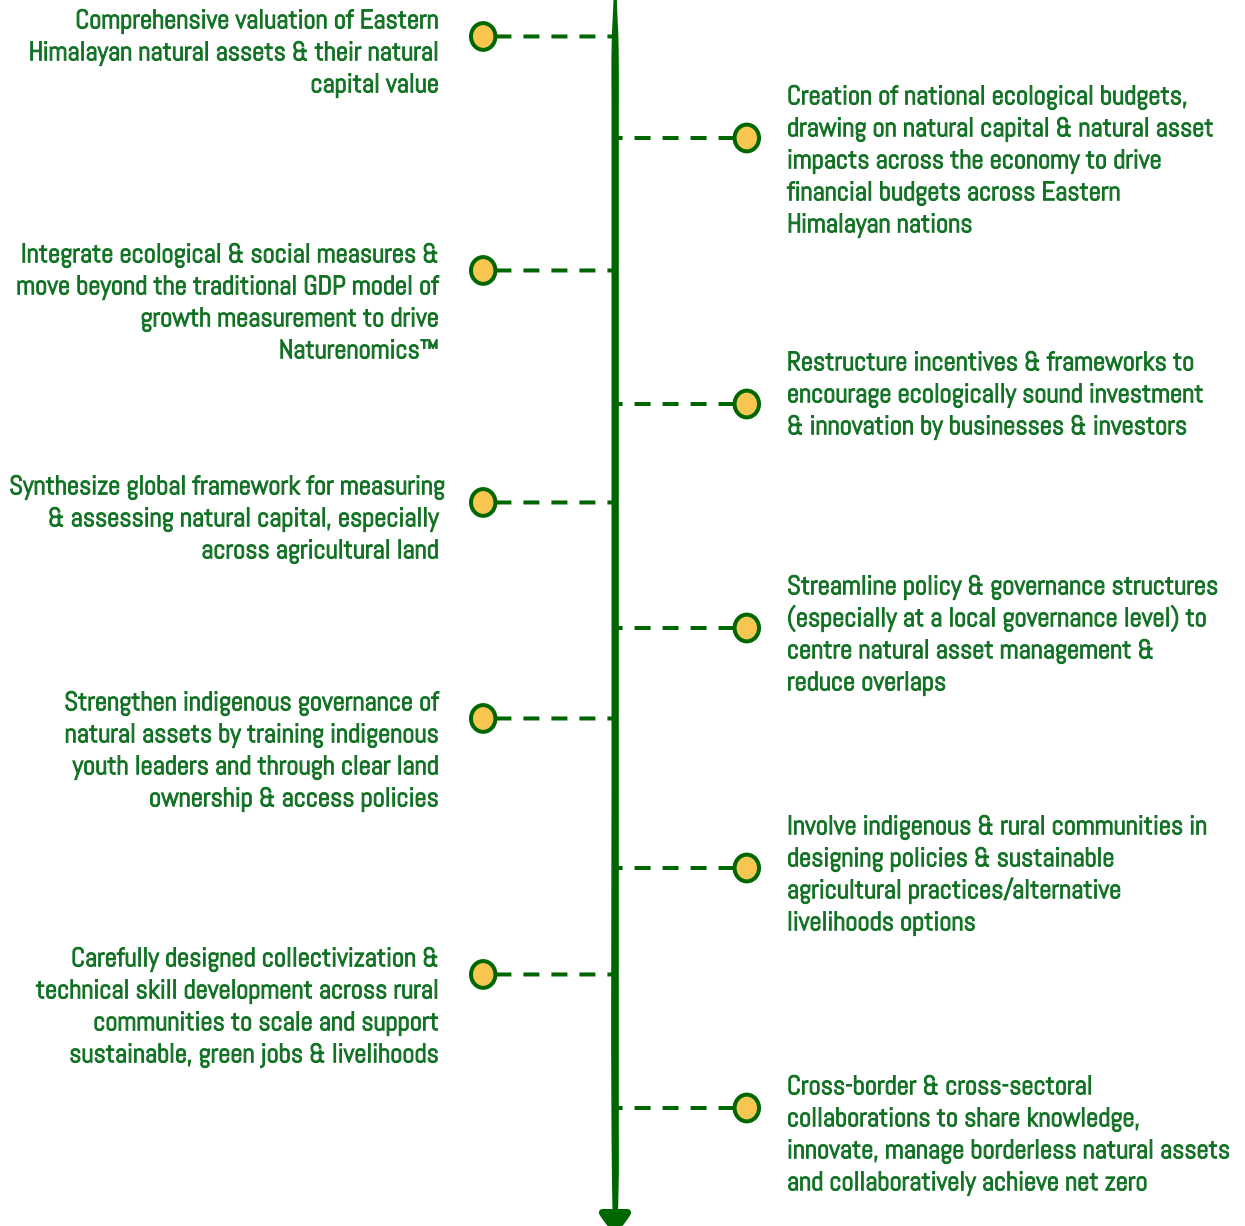 Comprehensive valuation of Eastern
Himalayan natural assets & their natural
capital value
Creation of national ecological budgets,
drawing on natural capital & natural asset
impacts across the economy to drive
financial budgets across Eastern
Himalayan nations
Integrate ecological & social measures &
move beyond the traditional GDP model of
growth measurement to drive
Naturenomics™
Restructure incentives & frameworks to
encourage ecologically sound investment
& innovation by businesses & investors
Synthesize global framework for measuring
& assessing natural capital, especially
across agricultural land
Streamline policy & governance structures
(especially at a local governance level) to
centre natural asset management &
reduce overlaps
Strengthen indigenous governance of
natural assets by training indigenous
youth leaders and through clear land
ownership & access policies
Involve indigenous & rural communities in
designing policies & sustainable
agricultural practices/alternative
livelihoods options
Carefully designed collectivization &
technical skill development across rural
communities to scale and support
sustainable, green jobs & livelihoods
Cross-border & cross-sectoral
collaborations to share knowledge,
innovate, manage borderless natural assets
and collaboratively achieve net zero